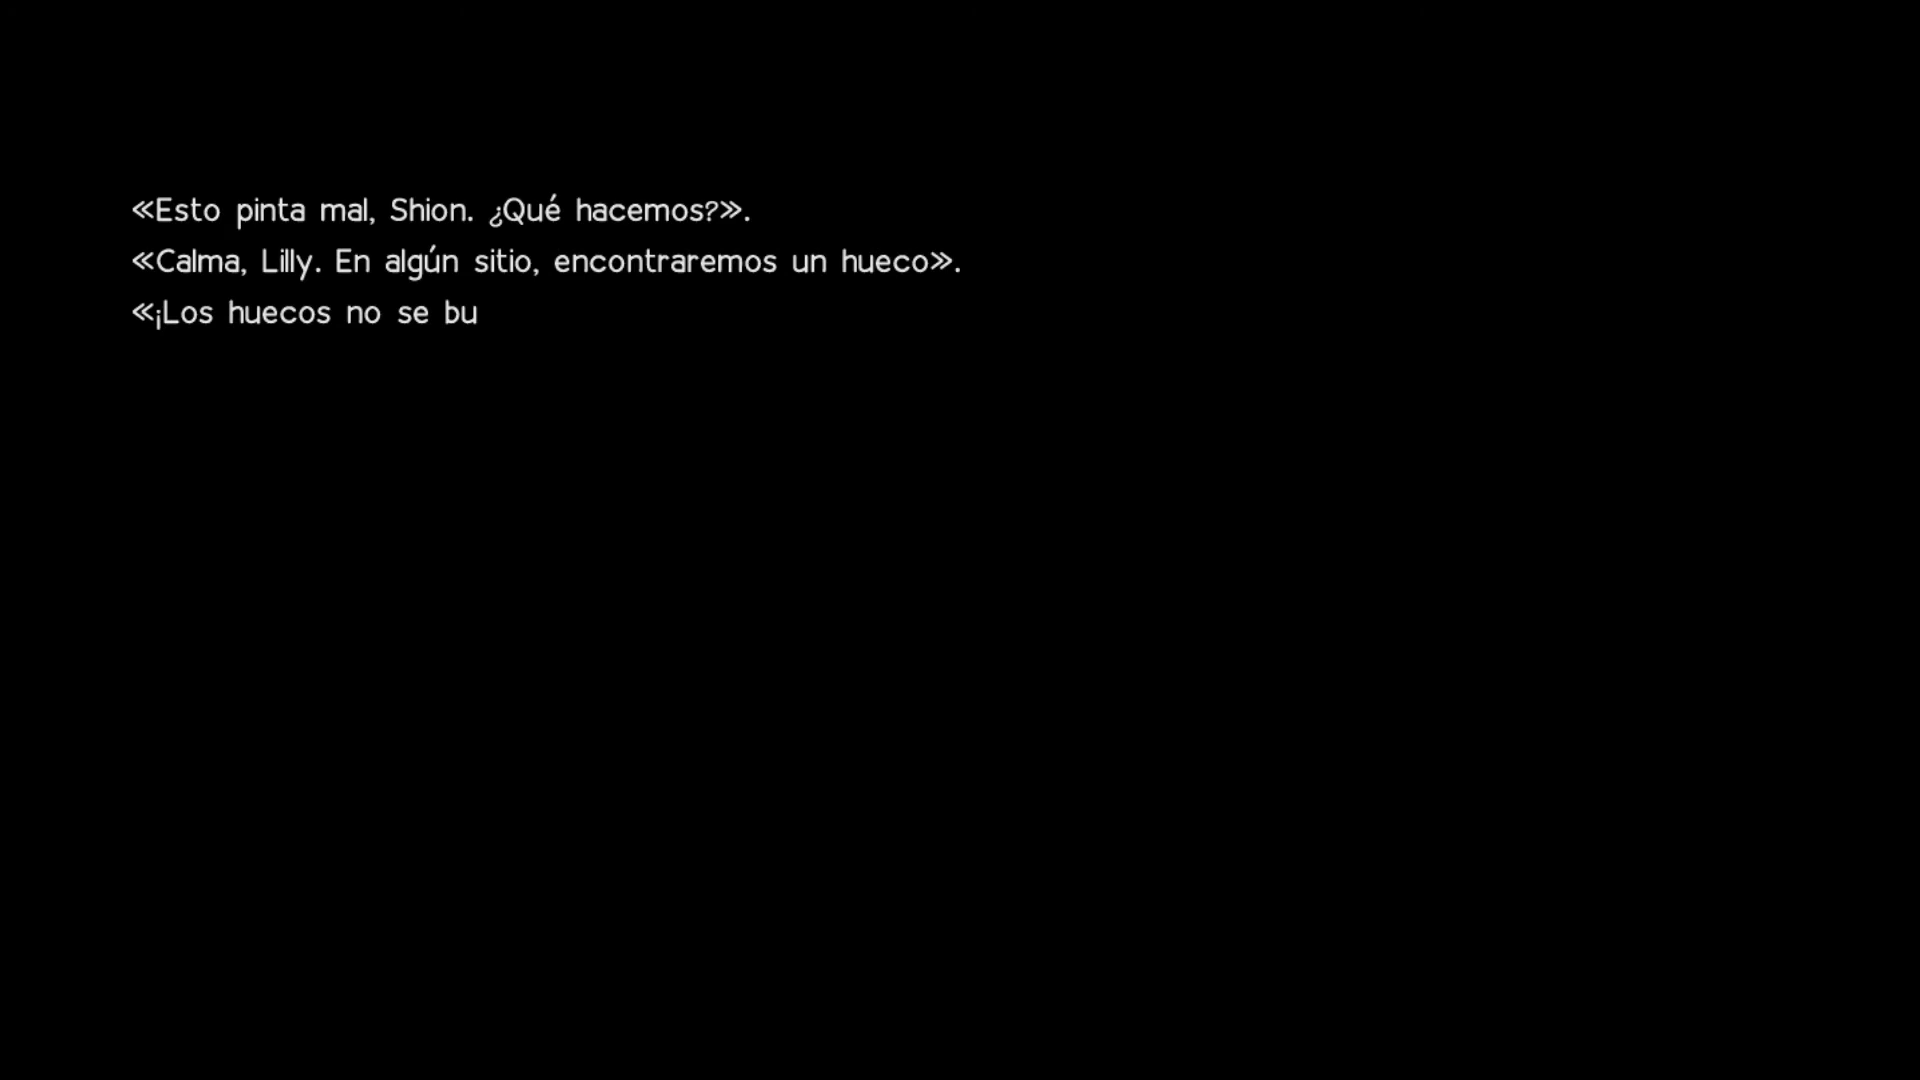 «Esto pinta mal, Shion. ¿Qué hacemos?».
«Calma, Lilly. En algún sitio, encontraremos un hueco».
«¡Los huecos no se bu